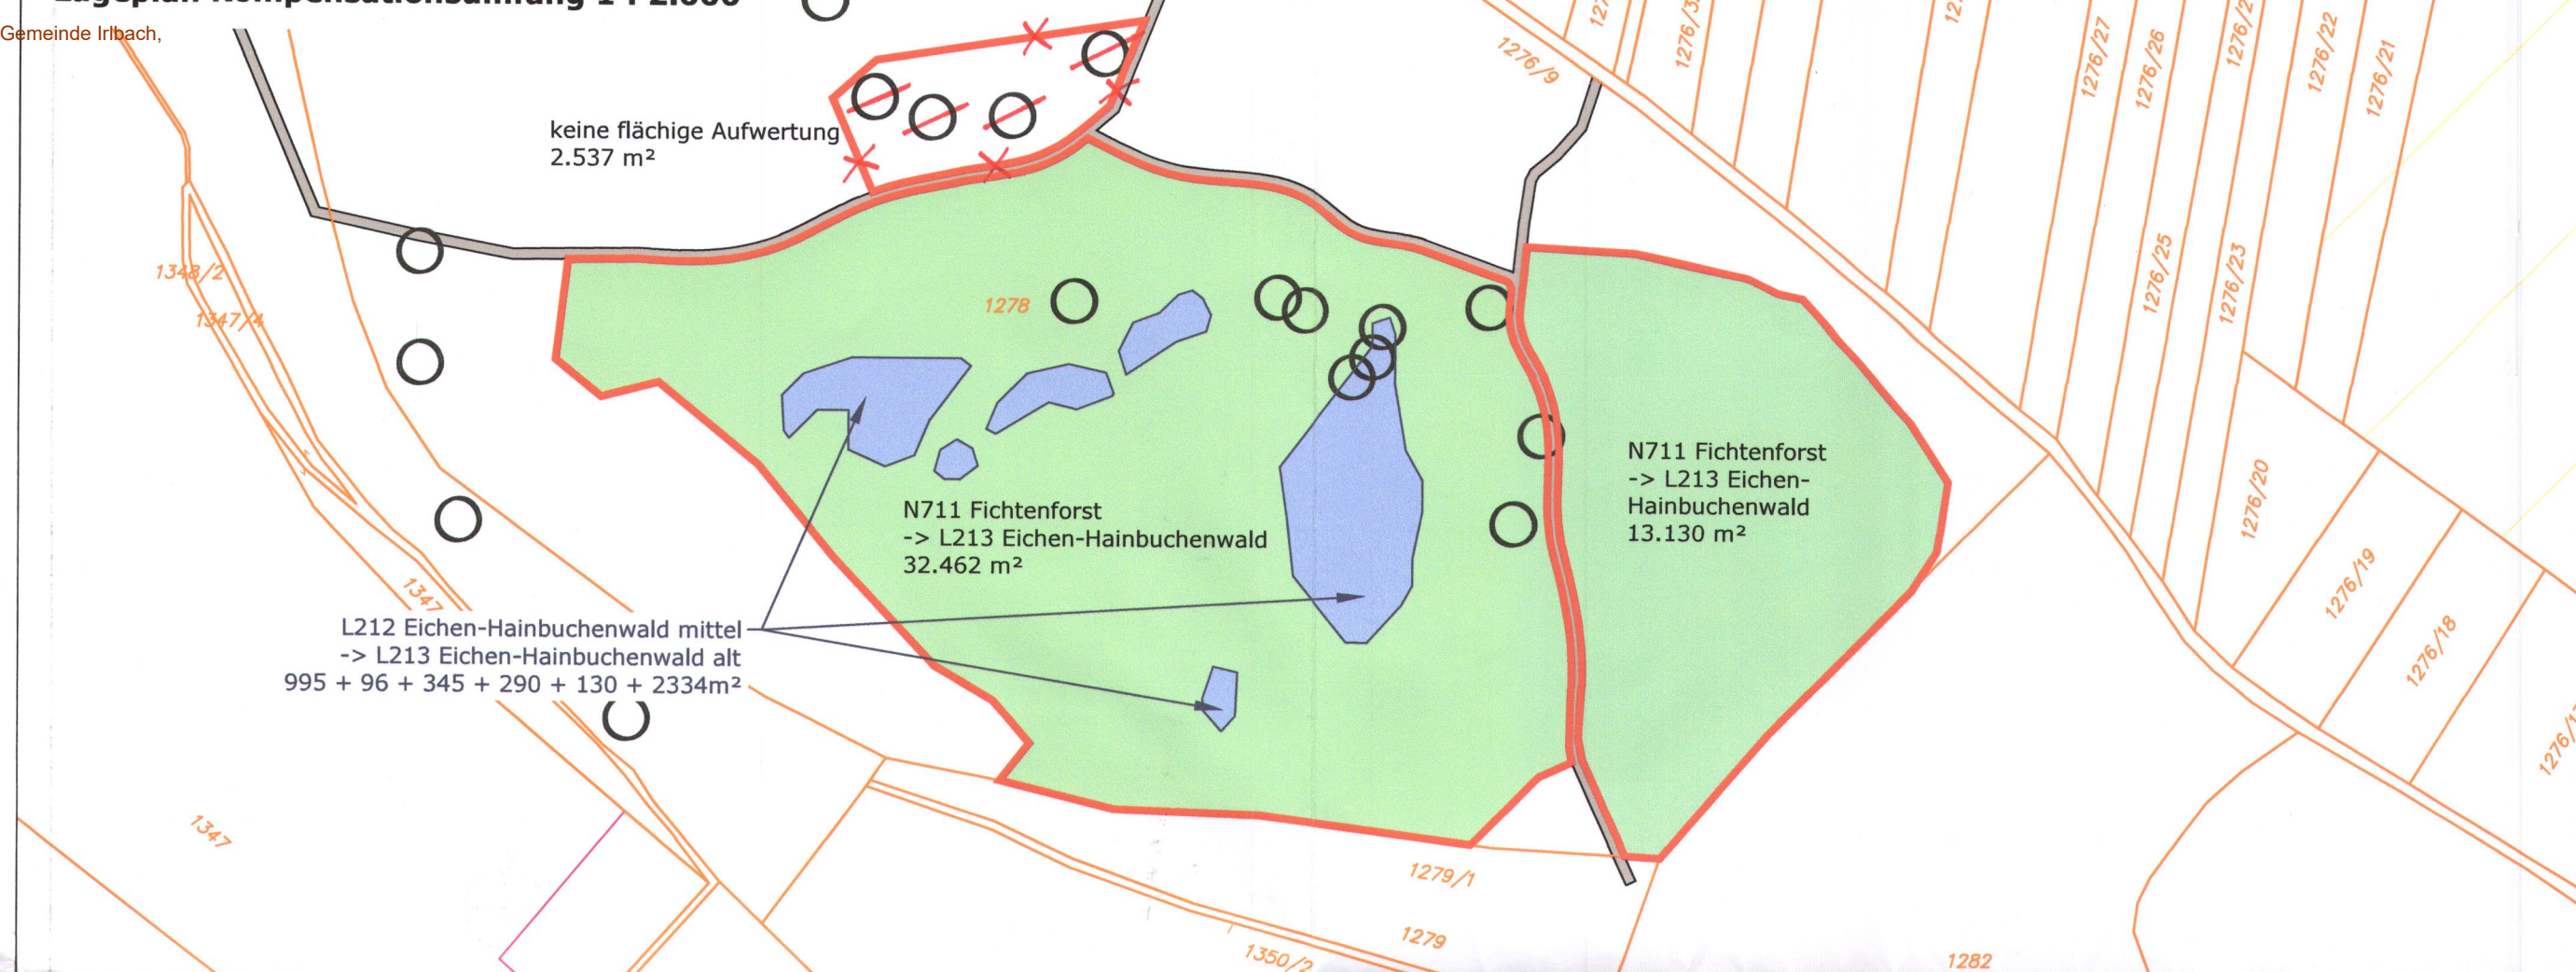 Gemeinde Irlbach,
1276/9
1276/27
1276/26
1276/22
1276/21
keine flächige Aufwertung
2.537 m²
1348/2
1347/4
1278
1276/25
1276/23
N711 Fichtenforst
-> L213 Eichen-
Hainbuchenwald
13.130 m²
N711 Fichtenforst
-> L213 Eichen-Hainbuchenwald
32.462 m²
1276/20
1276/19
1276/18
1347
L212 Eichen-Hainbuchenwald mittel
-> L213 Eichen-Hainbuchenwald alt
995 + 96 + 345 + 290 + 130 + 2334m²
1347
1279/1
1279
1350/2
1282